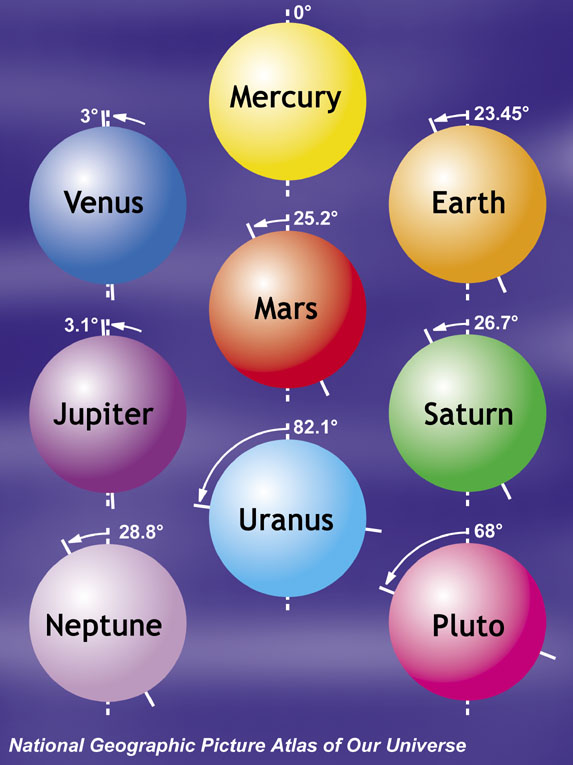 0°
Mercury
3°
Venus
23.45°
Earth
25.2°
Mars
3.1°
Jupiter
26.7°
Saturn
82.1°
Uranus
28.8°
Neptune
68°
Pluto
National Geographic Picture Atlas of Our Universe